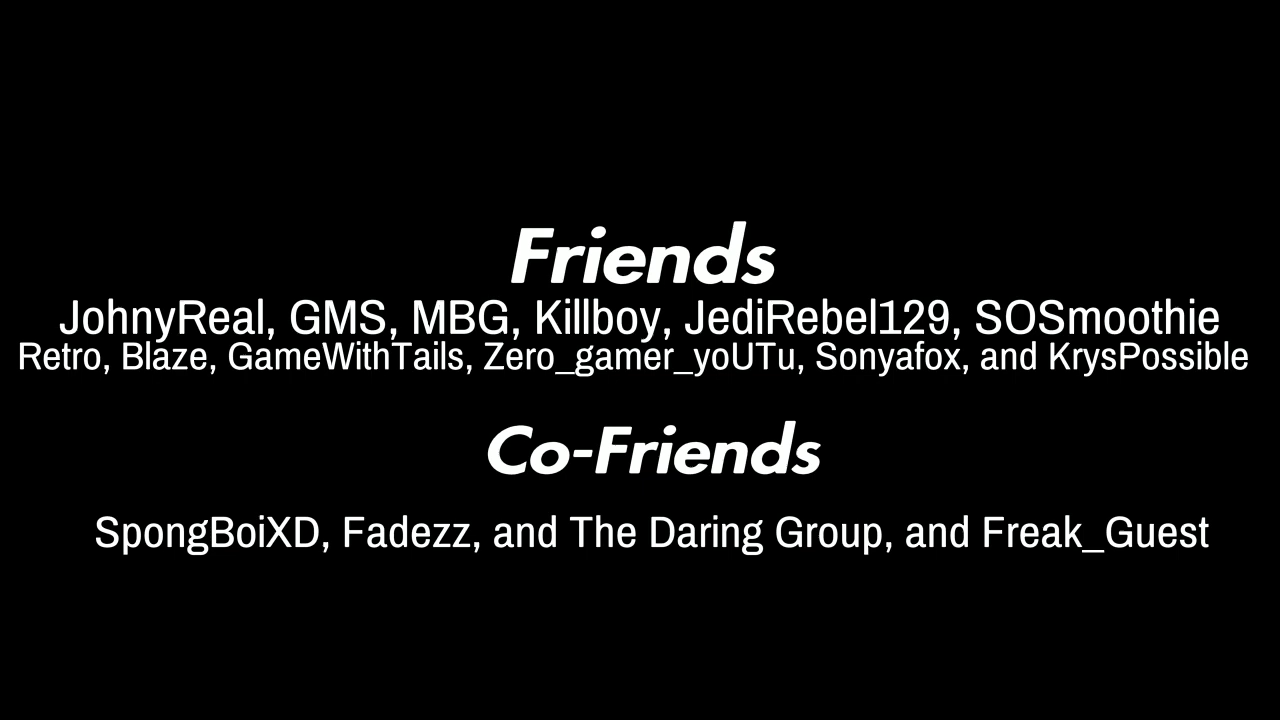 Friends
JohnyReal, GMS, MBG, Killboy, JediRebel129, SOSmoothie
Retro, Blaze, GameWithTails, Zero_gamer_yoUTu, Sonyafox, and KrysPossible
Co-Friends
SpongBoiXD, Fadezz, and The Daring Group, and Freak_Guest